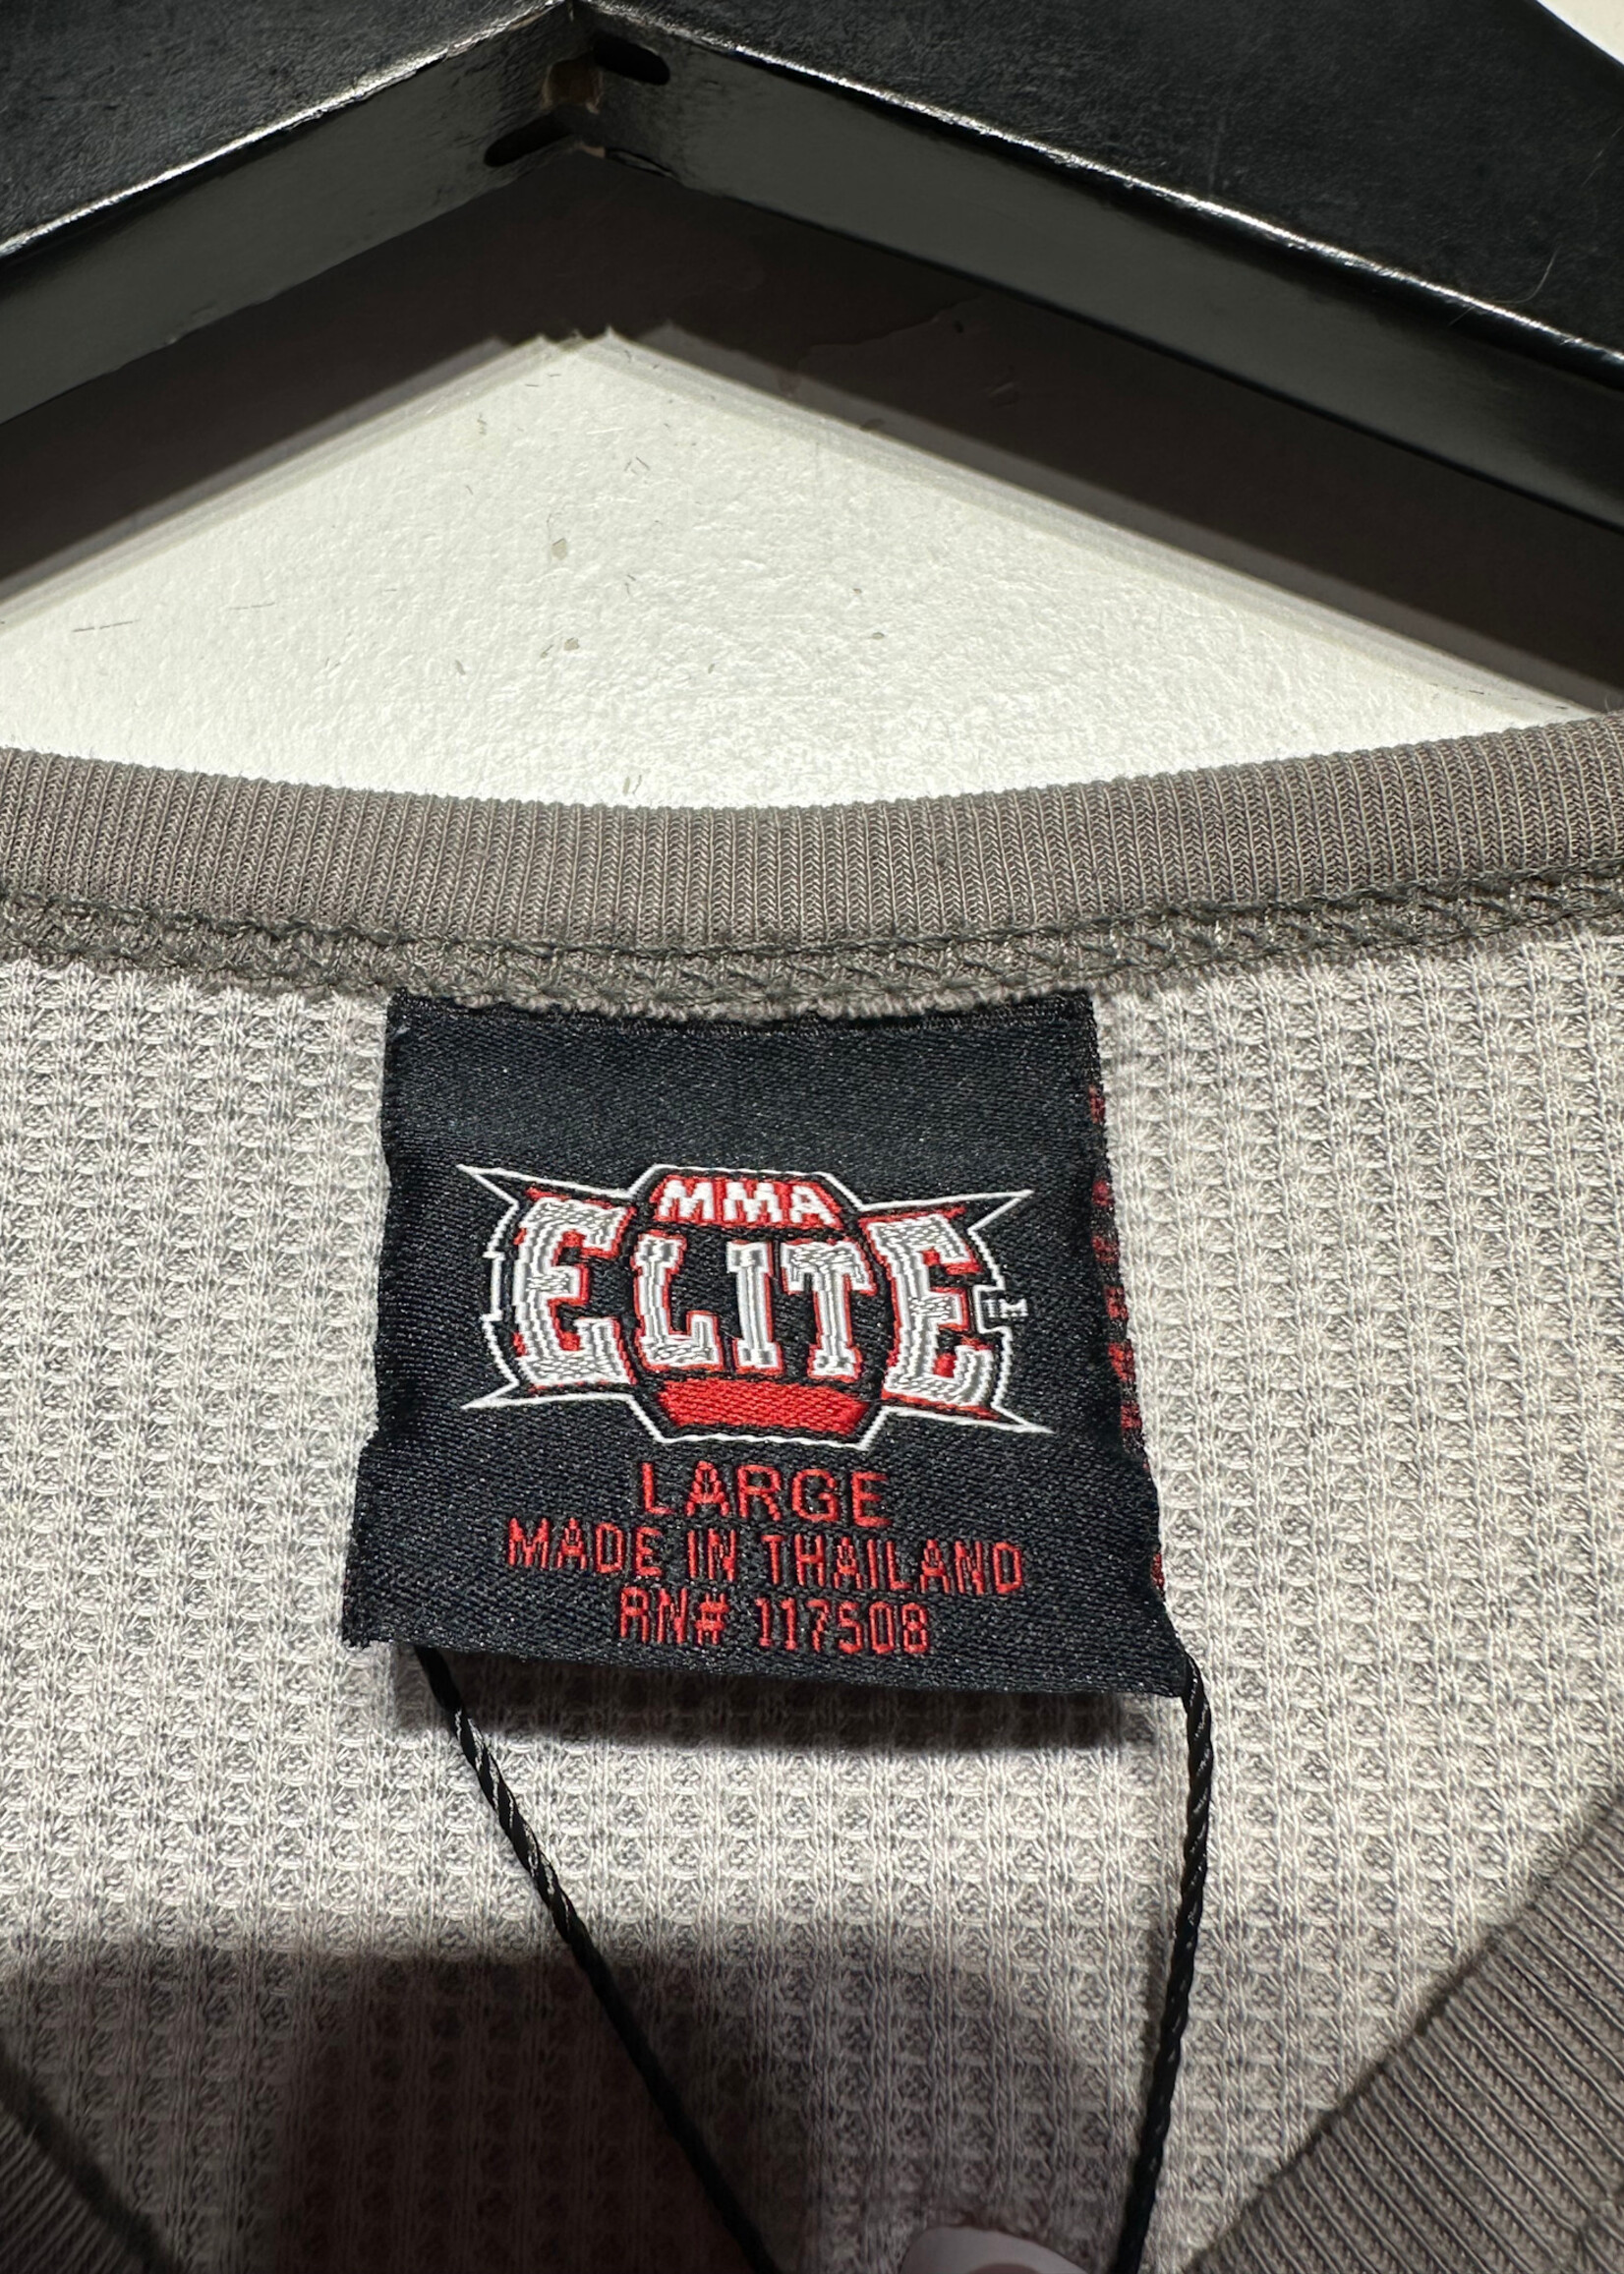 MMA
ELITE
LARGE
MADE IN THAILAND
RN# 117508